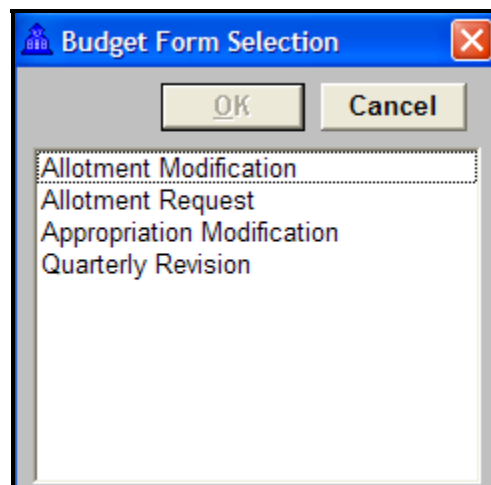 Budget Form Selection
OK Cancel
Allotment Modification
Allotment Request
Appropriation Modification
Quarterly Revision